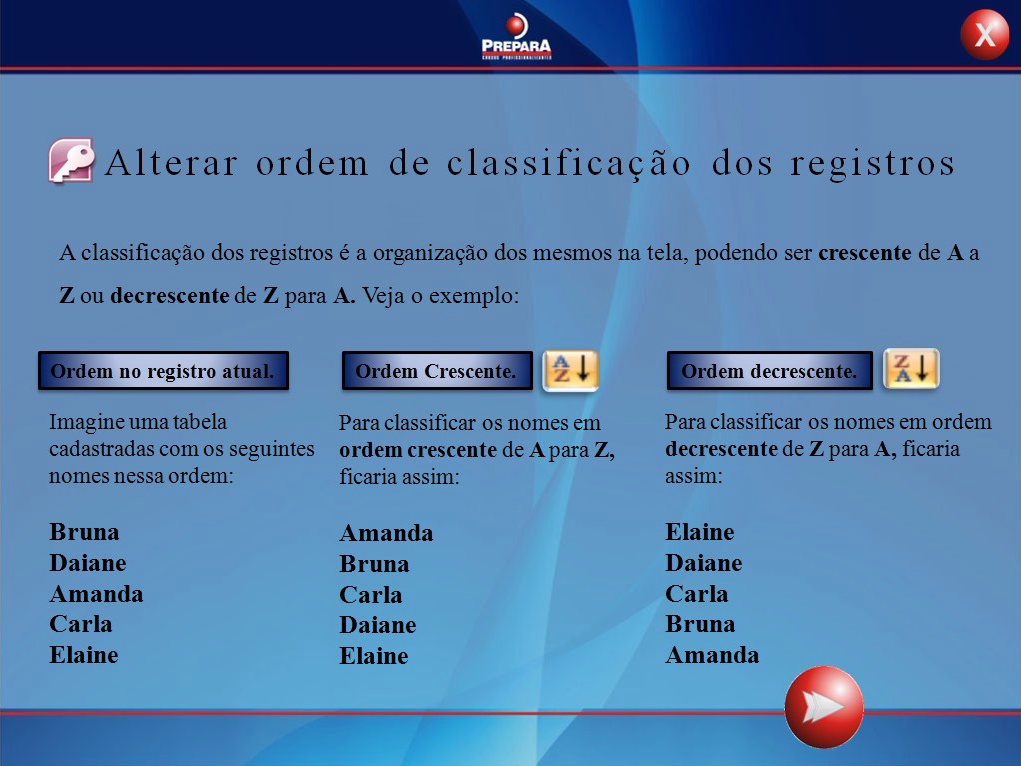 PREPARA
CURSOS PROFISSIONALIZANTES
X
Alterar ordem de classificação dos registros
A classificação dos registros é a organização dos mesmos na tela, podendo ser crescente de A a
Z ou decrescente de Z para A. Veja o exemplo:
Ordem no registro atual.
Imagine uma tabela
cadastradas com os seguintes
nomes nessa ordem:
Bruna
Daiane
Amanda
Carla
Elaine
Ordem Crescente.
A
Z
Para classificar os nomes em
ordem crescente de A para Z,
ficaria assim:
Amanda
Bruna
Carla
Daiane
Elaine
Ordem decrescente.
Z
A
Para classificar os nomes em ordem
decrescente de Z para A, ficaria
assim:
Elaine
Daiane
Carla
Bruna
Amanda